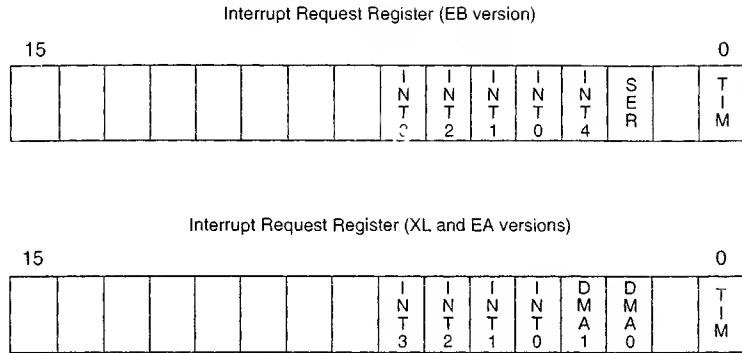 Interrupt Request Register (EB version)
15 0
INT2 INT1 INT0 INT4 SER TIM
Interrupt Request Register (XL and EA versions)
15 0
INT3 INT2 INT1 INT0 DMA1 DMA0 TIM